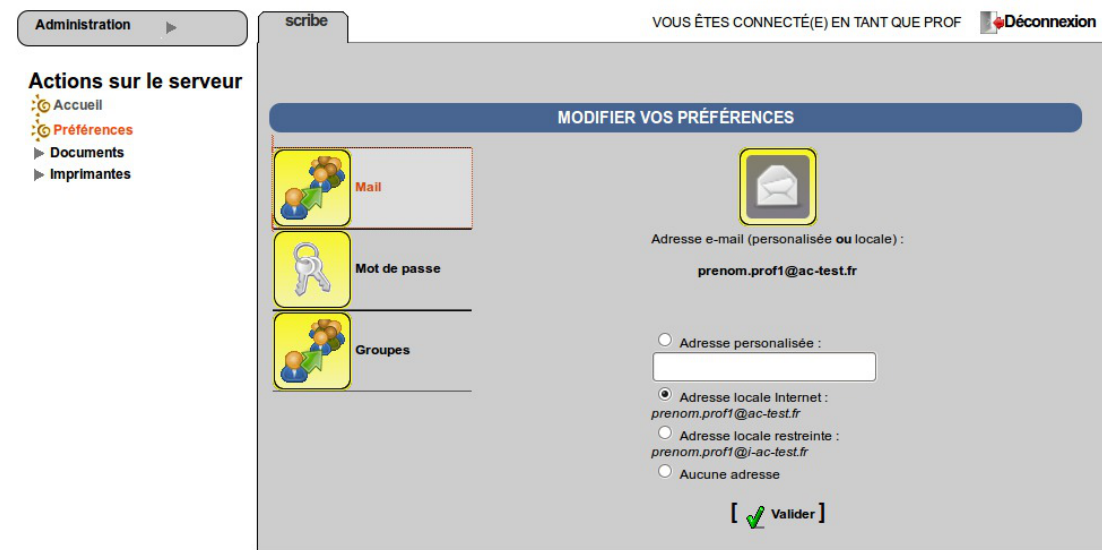 Administration
scribe
VOUS ÊTES CONNECTÉ(E) EN TANT QUE PROF
Déconnexion
Actions sur le serveur
Accueil
Préférences
Documents
Imprimantes
MODIFIER VOS PRÉFÉRENCES
Mail
Mot de passe
Groupes
Adresse e-mail (personalisée ou locale) :
prenom.prof1@ac-test.fr
Adresse personalisée :
Adresse locale Internet :
prenom.prof1@ac-test.fr
Adresse locale restreinte :
prenom.prof1@i-ac-test.fr
Aucune adresse
[ Valider ]